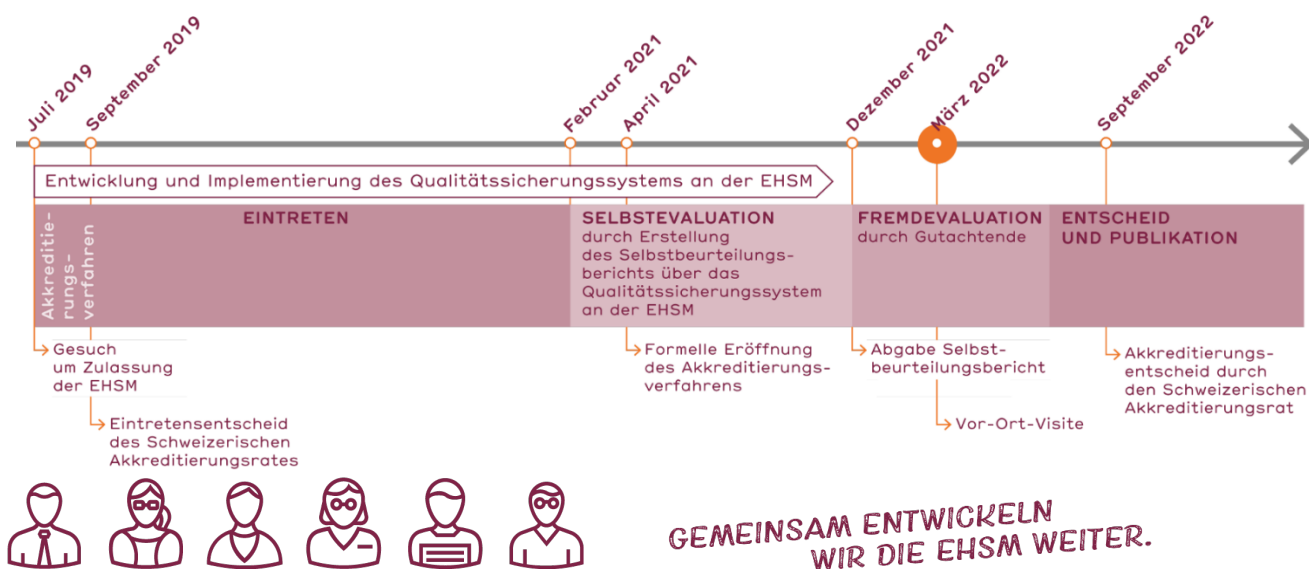 Juli 2019
September 2019
Februar 2021
April 2021
Dezember 2021
März 2022
September 2022
Entwicklung und Implementierung des Qualitätssicherungssystems an der EHSM
Akkreditie-
rungs-
verfahren
EINTRETEN
SELBSTEVALUATION
durch Erstellung
des Selbstbeurteilungs-
berichts über das
Qualitätssicherungssystem
an der EHSM
FREMDEVALUATION
durch Gutachtende
ENTSCHEID
UND PUBLIKATION
Gesuch
um Zulassung
der EHSM
Eintretensentscheid
des Schweizerischen
Akkreditierungsrates
Formelle Eröffnung
des Akkreditierungs-
verfahrens
Abgabe Selbst-
beurteilungsbericht
Vor-Ort-Visite
Akkreditierungs-
entscheid durch
den Schweizerischen
Akkreditierungsrat
GEMEINSAM ENTWICKELN
WIR DIE EHSM WEITER.